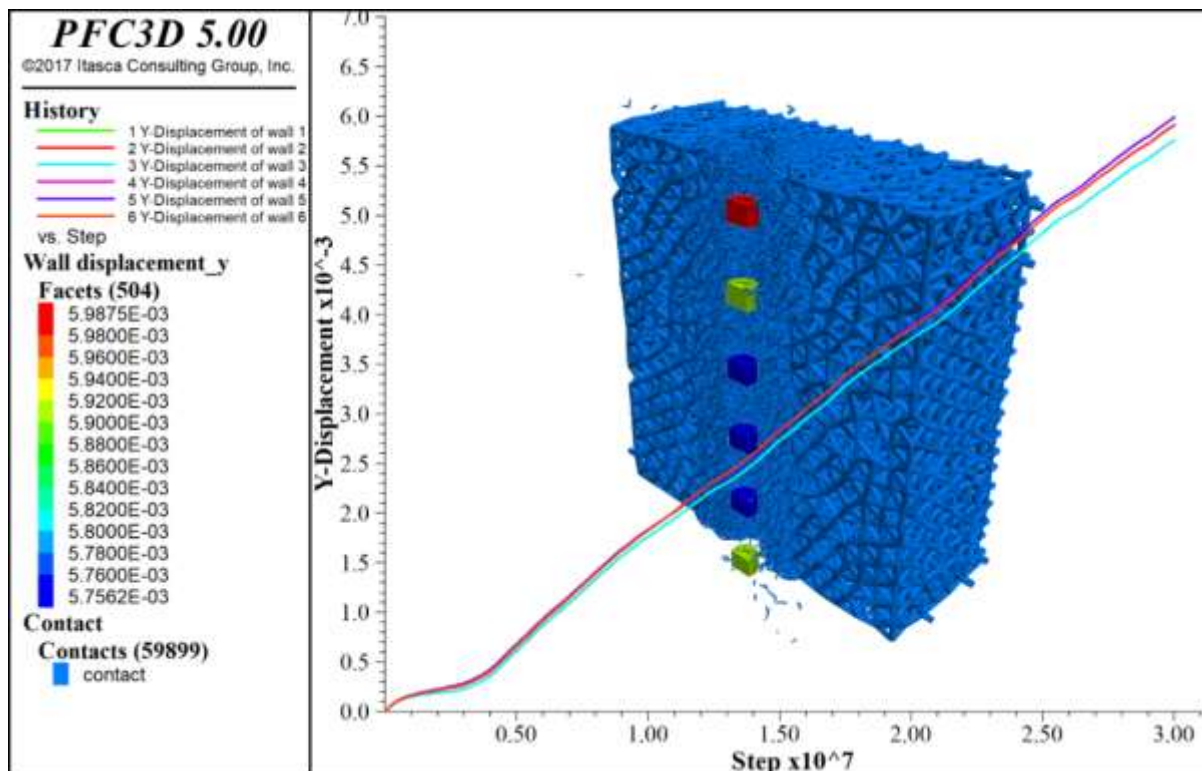 PFC3D 5.00
©2017 Itasca Consulting Group, Inc.
History
1 Y-Displacement of wall 1
2 Y-Displacement of wall 2
3 Y-Displacement of wall 3
4 Y-Displacement of wall 4
5 Y-Displacement of wall 5
6 Y-Displacement of wall 6
vs. Step
Wall displacement_y
Facets (504)
5.9875E-03
5.9800E-03
5.9600E-03
5.9400E-03
5.9200E-03
5.9000E-03
5.8800E-03
5.8600E-03
5.8400E-03
5.8200E-03
5.8000E-03
5.7800E-03
5.7600E-03
5.7562E-03
Contact
Contacts (59899)
contact
Y-Displacement x10^-3
7.0
6.5
6.0
5.5
5.0
4.5
4.0
3.5
3.0
2.5
2.0
1.5
1.0
0.5
0.0
0.50
1.00
1.50
2.00
2.50
3.00
Step x10^7